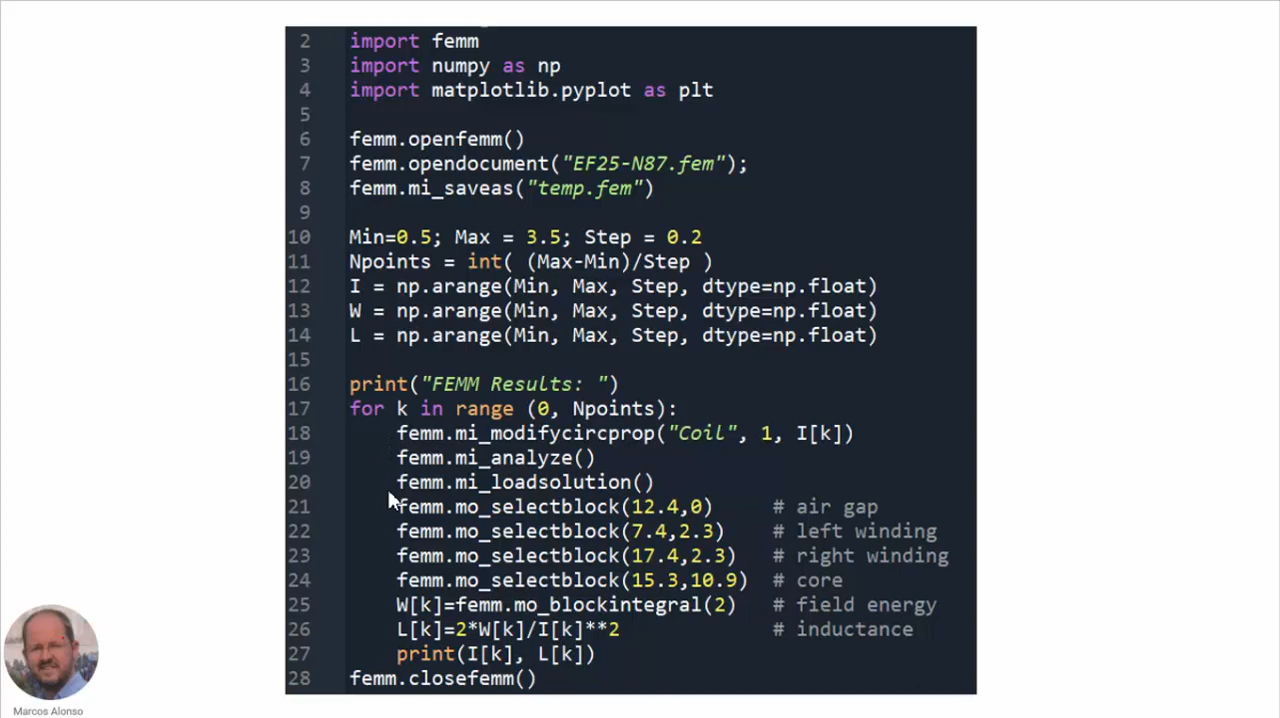 2 import femm
3 import numpy as np
4 import matplotlib.pyplot as plt
5
6 femm.openfemm()
7 femm.opendocument("EF25-N87.fem");
8 femm.mi_saveas("temp.fem")
9
10 Min=0.5; Max = 3.5; Step = 0.2
11 Npoints = int( (Max-Min)/Step )
12 I = np.arange(Min, Max, Step, dtype=np.float)
13 W = np.arange(Min, Max, Step, dtype=np.float)
14 L = np.arange(Min, Max, Step, dtype=np.float)
15
16 print("FEMM Results: ")
17 for k in range (0, Npoints):
18     femm.mi_modifycircprop("Coil", 1, I[k])
19     femm.mi_analyze()
20     femm.mi_loadsolution()
21     femm.mo_selectblock(12.4,0)     # air gap
22     femm.mo_selectblock(7.4,2.3)    # left winding
23     femm.mo_selectblock(17.4,2.3)   # right winding
24     femm.mo_selectblock(15.3,10.9)  # core
25     W[k]=femm.mo_blockintegral(2)   # field energy
26     L[k]=2*W[k]/I[k]**2             # inductance
27     print(I[k], L[k])
28 femm.closefemm()
Marcos Alonso